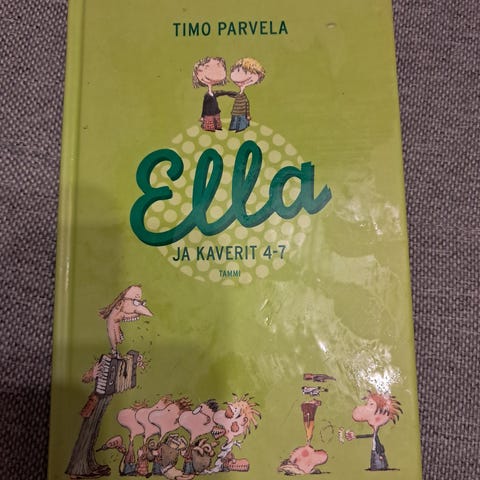 TIMO PARVELA
Ella
JA KAVERIT 4-7
TAMMI